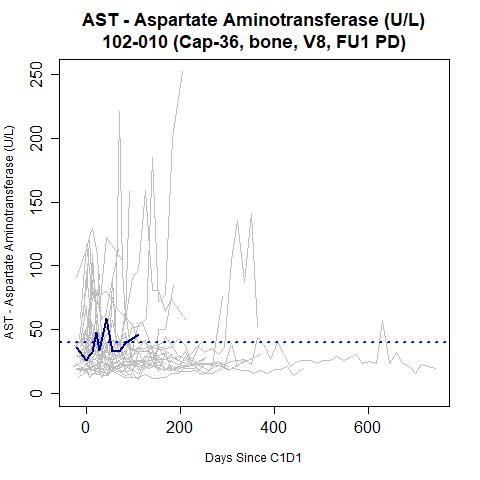 AST - Aspartate Aminotransferase (U/L)
102-010 (Cap-36, bone, V8, FU1 PD)
AST - Aspartate Aminotransferase (U/L)
250
200
150
100
50
0
0 200 400 600
Days Since C1D1